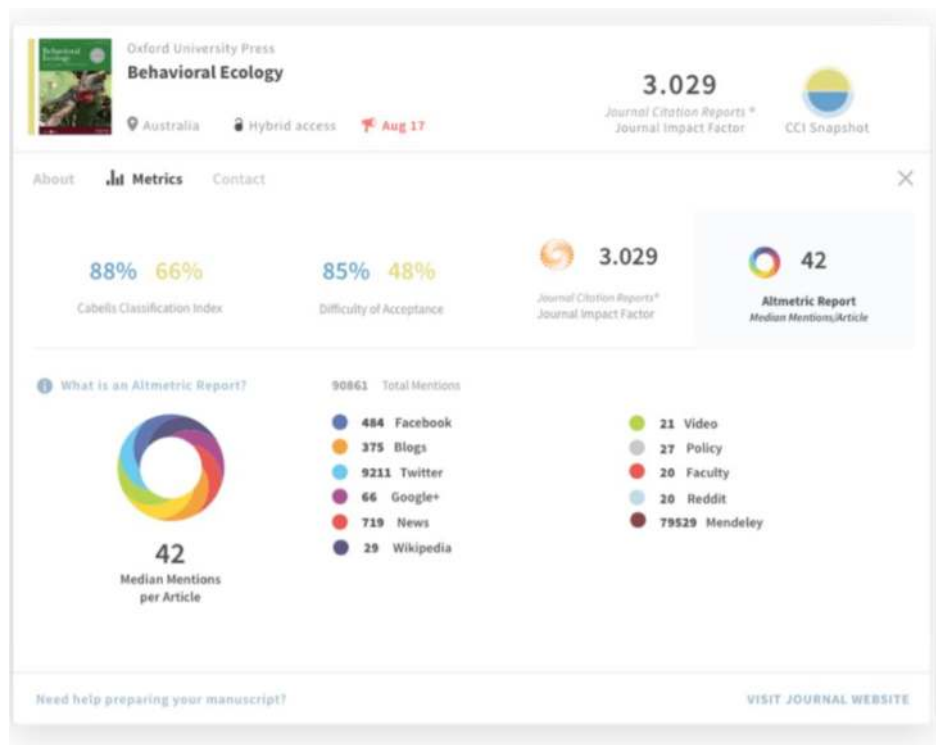 Oxford University Press
Behavioral Ecology
Australia Hybrid access Aug 17
3.029
Journal Citation Reports ®
Journal Impact Factor
CCI Snapshot
About Metrics Contact
88% 66%
Cabells Classification Index
85% 48%
Difficulty of Acceptance
3.029
Journal Citation Reports®
Journal Impact Factor
42
Altmetric Report
Median Mentions/Article
What is an Altmetric Report?
42
Median Mentions
per Article
90861 Total Mentions
484 Facebook
375 Blogs
9211 Twitter
66 Google+
719 News
29 Wikipedia
21 Video
27 Policy
20 Faculty
20 Reddit
79529 Mendeley
Need help preparing your manuscript?
VISIT JOURNAL WEBSITE